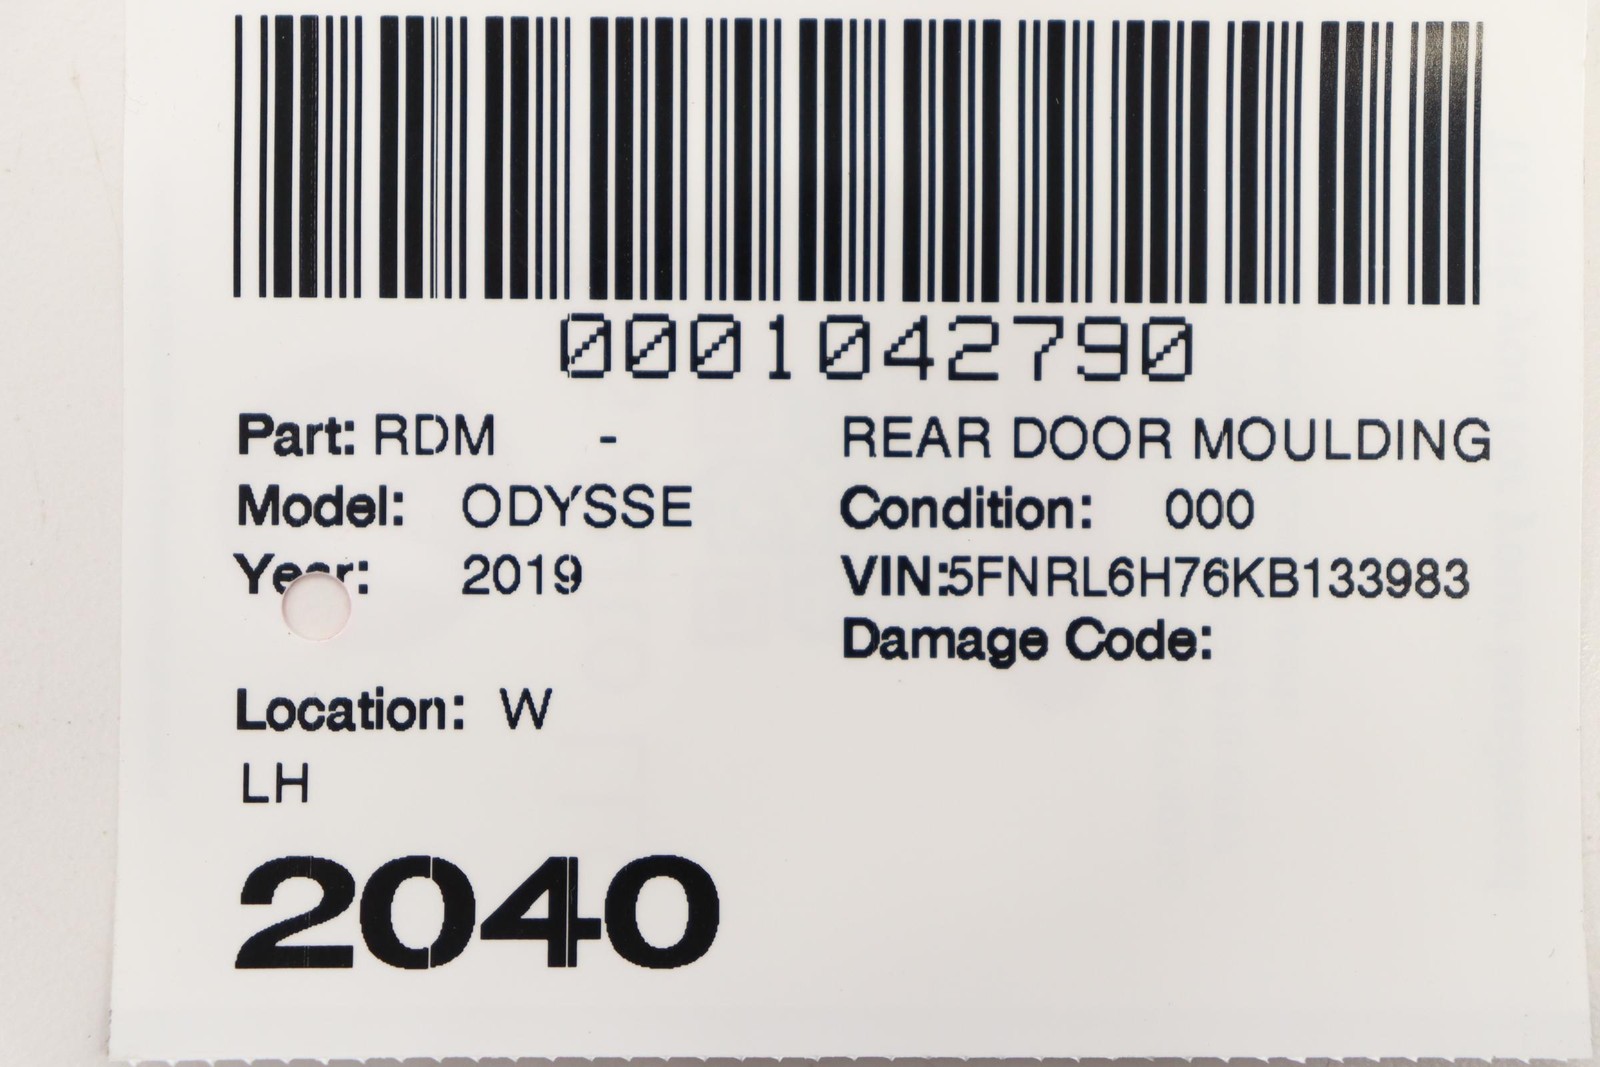 0001042790
Part: RDM - REAR DOOR MOULDING
Model: ODYSSE Condition: 000
Year: 2019 VIN:5FNRL6H76KB133983
Damage Code:
Location: W
LH
2040